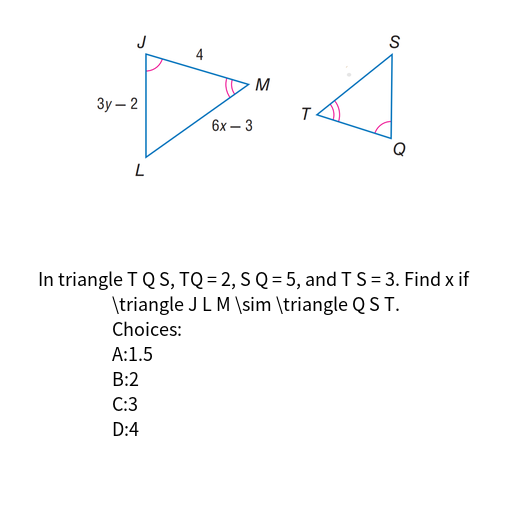 J
4
S
M
3y – 2
T
6x – 3
Q
L
In triangle T Q S, TQ = 2, S Q = 5, and T S = 3. Find x if
\triangle J L M \sim \triangle Q S T.
Choices:
A:1.5
B:2
C:3
D:4